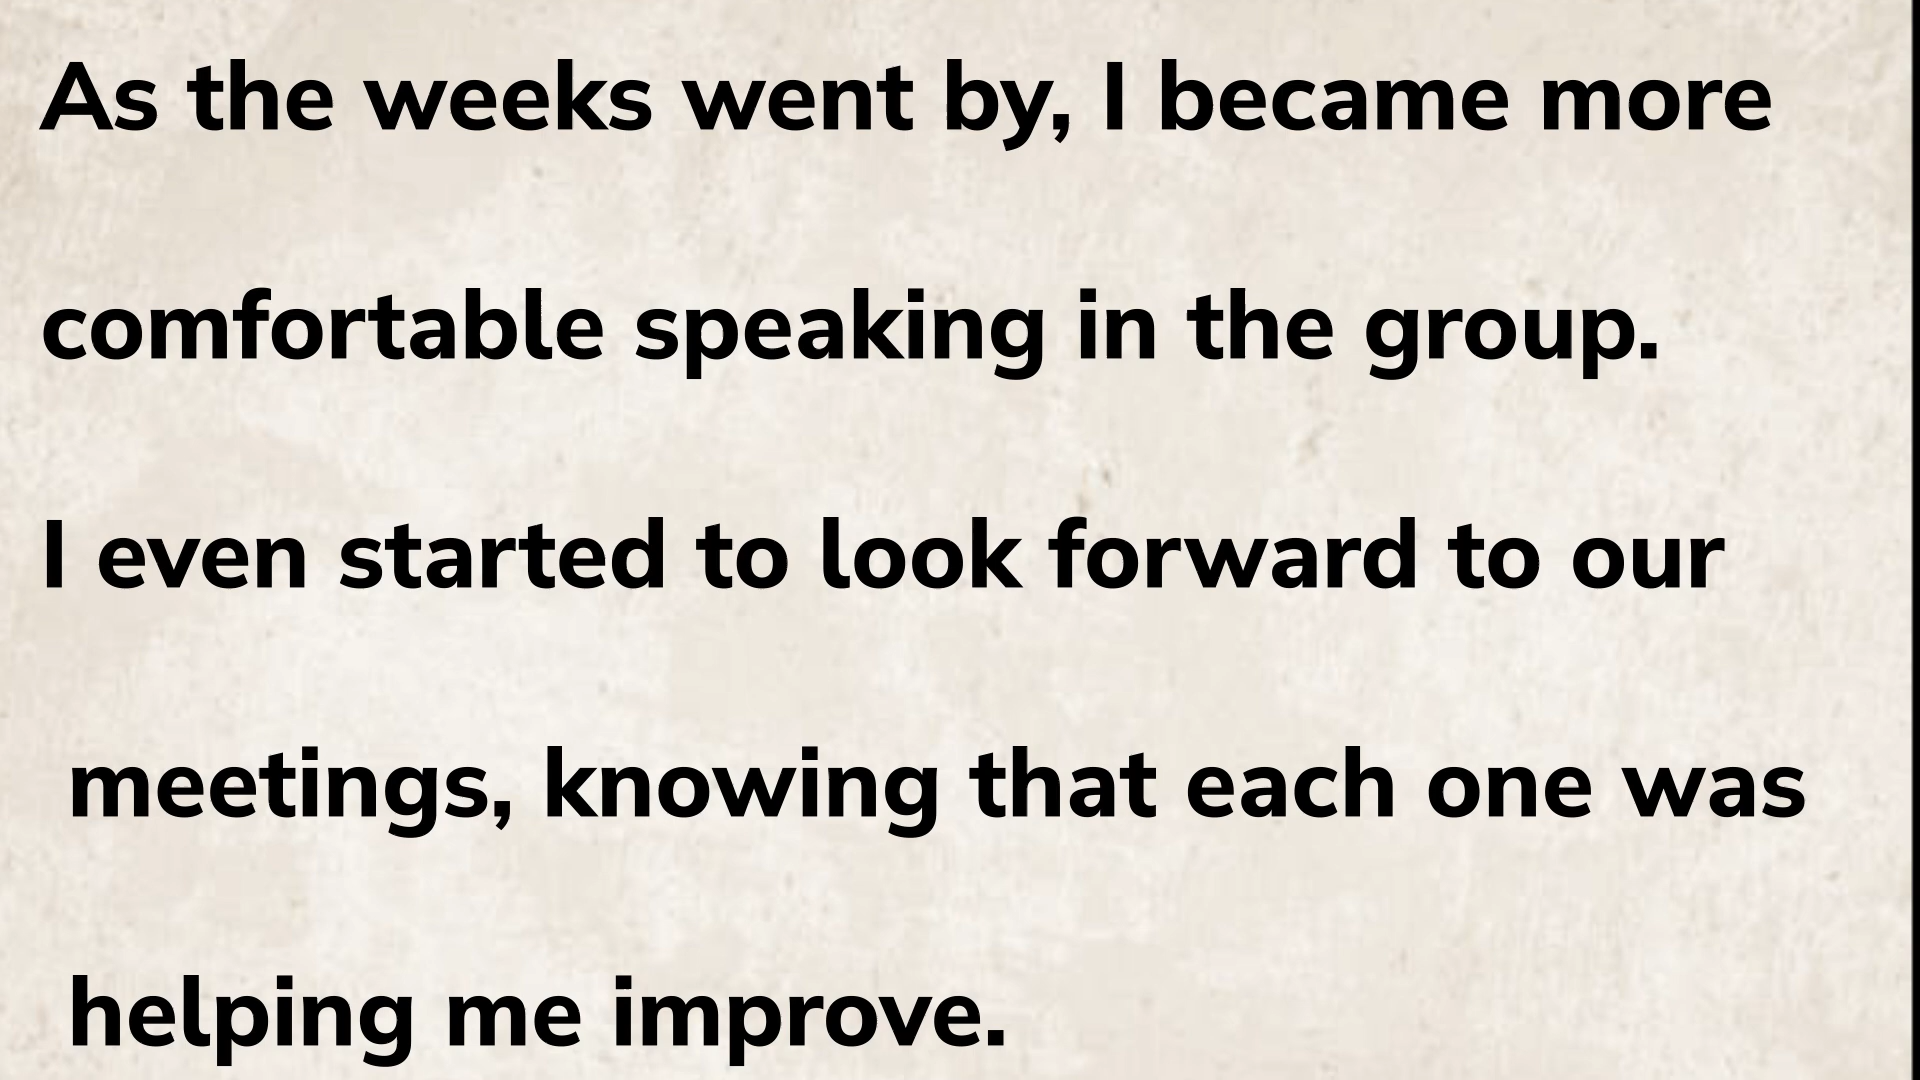 As the weeks went by, I became more
comfortable speaking in the group.
I even started to look forward to our
meetings, knowing that each one was
helping me improve.